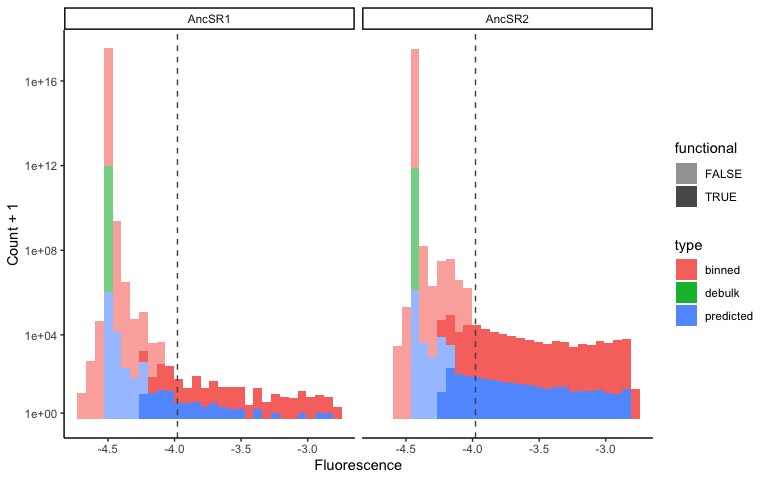 AncSR1
AncSR2
Count + 1
1e+16
1e+12
1e+08
1e+04
1e+00
-4.5
-4.0
-3.5
-3.0
-4.5
-4.0
-3.5
-3.0
Fluorescence
functional
FALSE
TRUE
type
binned
debulk
predicted